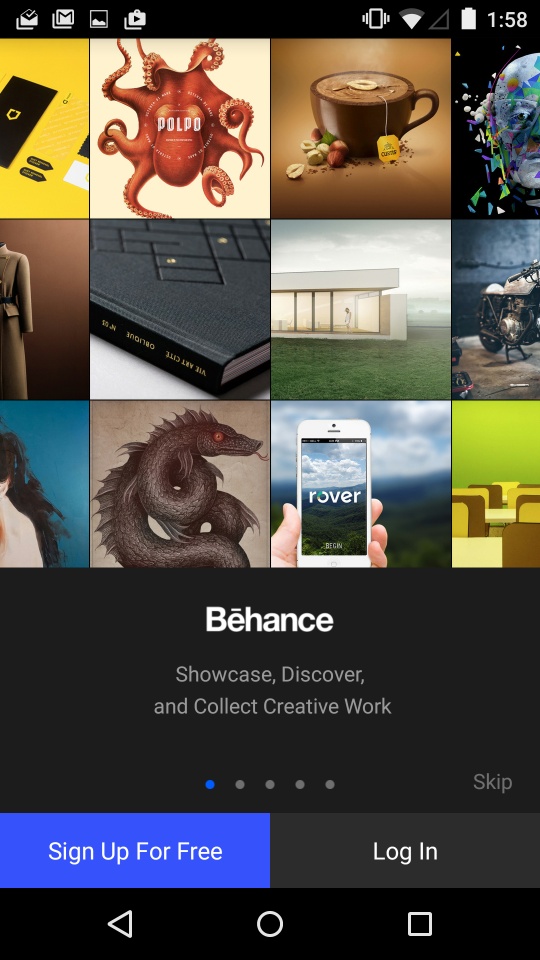 1:58
POLPO
VIE ART CITE OBLIQUE N°03
rover
BEGIN
Bēhance
Showcase, Discover,
and Collect Creative Work
Skip
Sign Up For Free
Log In